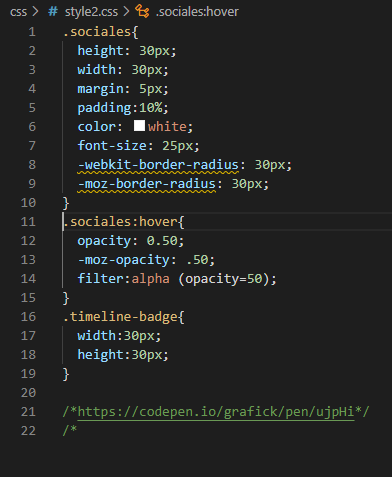 css > style2.css > .sociales:hover
1 .sociales{
2 height: 30px;
3 width: 30px;
4 margin: 5px;
5 padding:10%;
6 color: white;
7 font-size: 25px;
8 -webkit-border-radius: 30px;
9 -moz-border-radius: 30px;
10 }
11 .sociales:hover{
12 opacity: 0.50;
13 -moz-opacity: .50;
14 filter:alpha (opacity=50);
15 }
16 .timeline-badge{
17 width:30px;
18 height:30px;
19 }
20
21 /*https://codepen.io/grafick/pen/ujpHi*/
22 /*